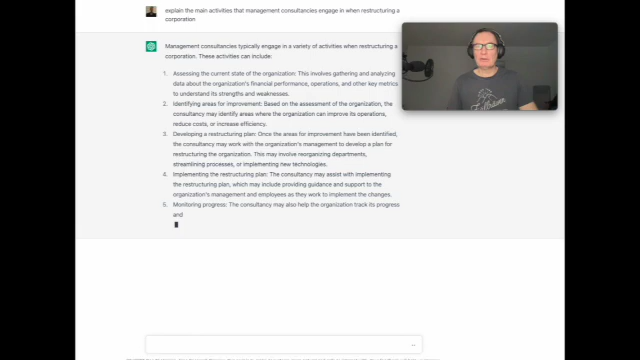 explain the main activities that management consultancies engage in when restructuring a
corporation
Management consultancies typically engage in a variety of activities when restructuring a
corporation. These activities can include:
1. Assessing the current state of the organization: This involves gathering and analyzing
data about the organization's financial performance, operations, and other key metrics
to understand its strengths and weaknesses.
2. Identifying areas for improvement: Based on the assessment of the organization, the
consultancy may identify areas where the organization can improve its operations,
reduce costs, or increase efficiency.
3. Developing a restructuring plan: Once the areas for improvement have been identified,
the consultancy may work with the organization's management to develop a plan for
restructuring the organization. This may involve reorganizing departments,
streamlining processes, or implementing new technologies.
4. Implementing the restructuring plan: The consultancy may assist with implementing
the restructuring plan, which may include providing guidance and support to the
organization's management and employees as they work to implement the changes.
5. Monitoring progress: The consultancy may also help the organization track its progress
and